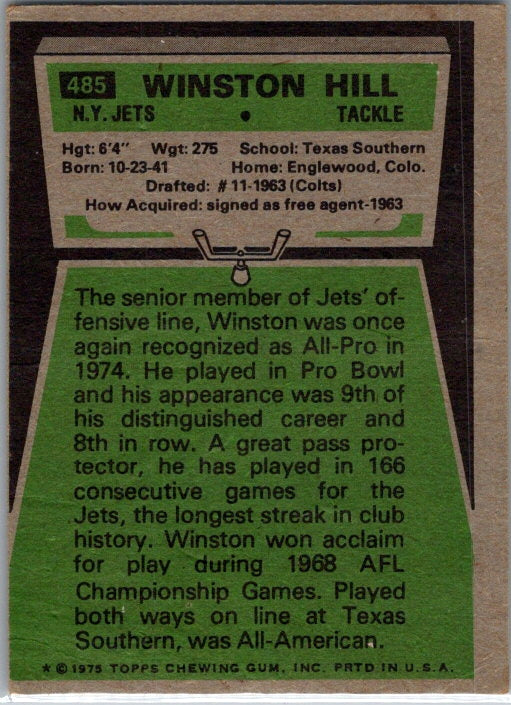 485 WINSTON HILL
N.Y. JETS • TACKLE
Hgt: 6'4" Wgt: 275 School: Texas Southern
Born: 10-23-41 Home: Englewood, Colo.
Drafted: #11-1963 (Colts)
How Acquired: signed as free agent-1963
The senior member of Jets' of-
fensive line, Winston was once
again recognized as All-Pro in
1974. He played in Pro Bowl
and his appearance was 9th of
his distinguished career and
8th in row. A great pass pro-
tector, he has played in 166
consecutive games for the
Jets, the longest streak in club
history. Winston won acclaim
for play during 1968 AFL
Championship Games. Played
both ways on line at Texas
Southern, was All-American.
* © 1975 TOPPS CHEWING GUM, INC. PRTD IN U.S.A.